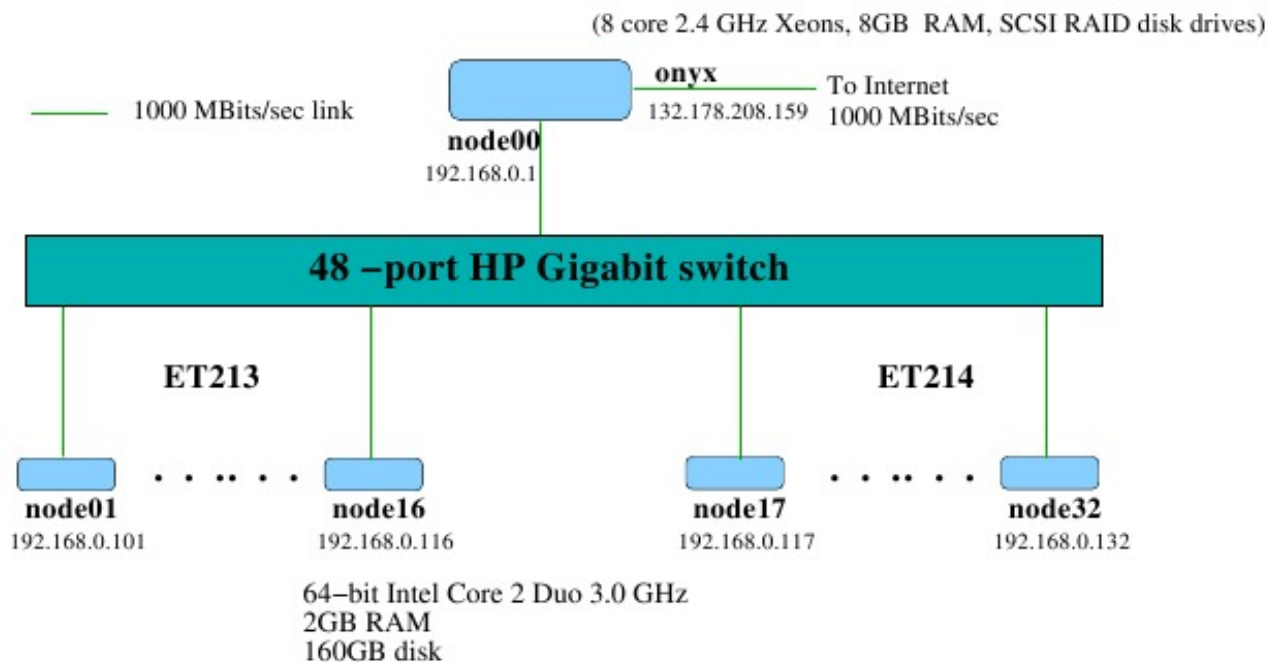 (8 core 2.4 GHz Xeons, 8GB RAM, SCSI RAID disk drives)
onyx
To Internet
1000 MBits/sec link
132.178.208.159
1000 MBits/sec
node00
192.168.0.1
48 –port HP Gigabit switch
ET213
ET214
node01
node16
node17
node32
192.168.0.101
192.168.0.116
192.168.0.117
192.168.0.132
64–bit Intel Core 2 Duo 3.0 GHz
2GB RAM
160GB disk